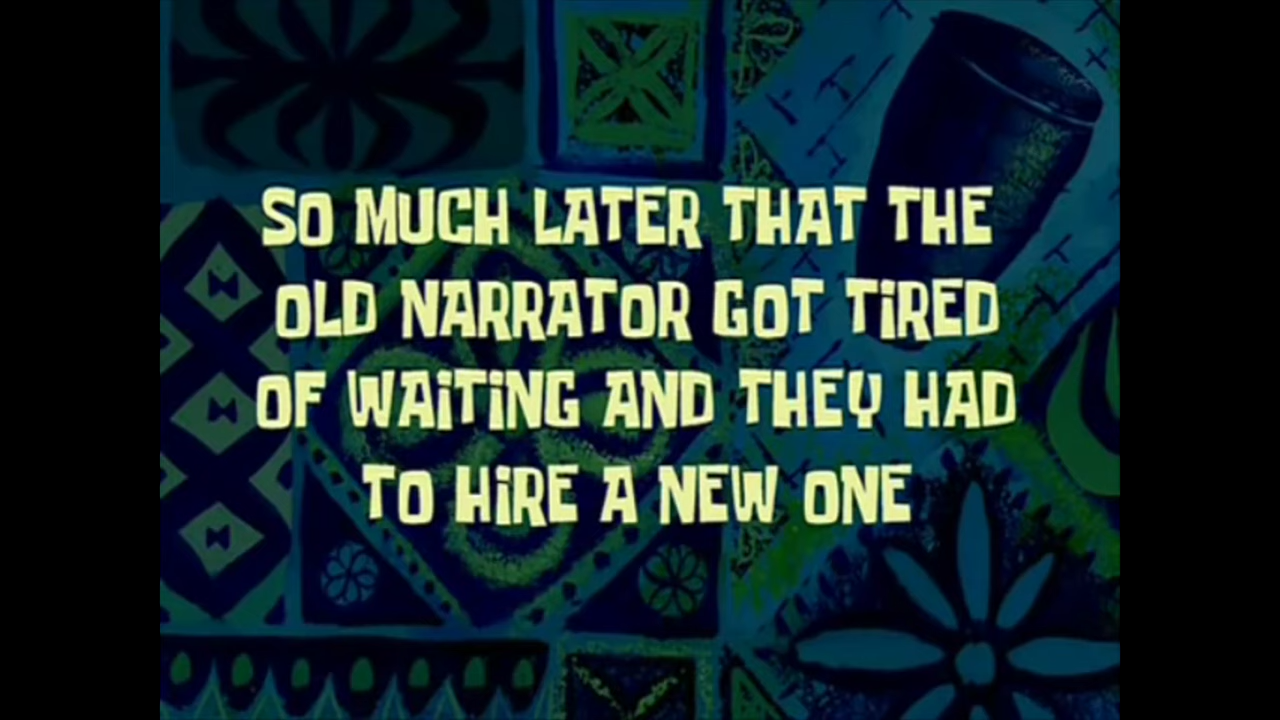 SO MUCH LATER THAT THE
OLD NARRATOR GOT TiRED
OF WAiTiNG AND THEY HAD
TO HiRE A NEW ONE